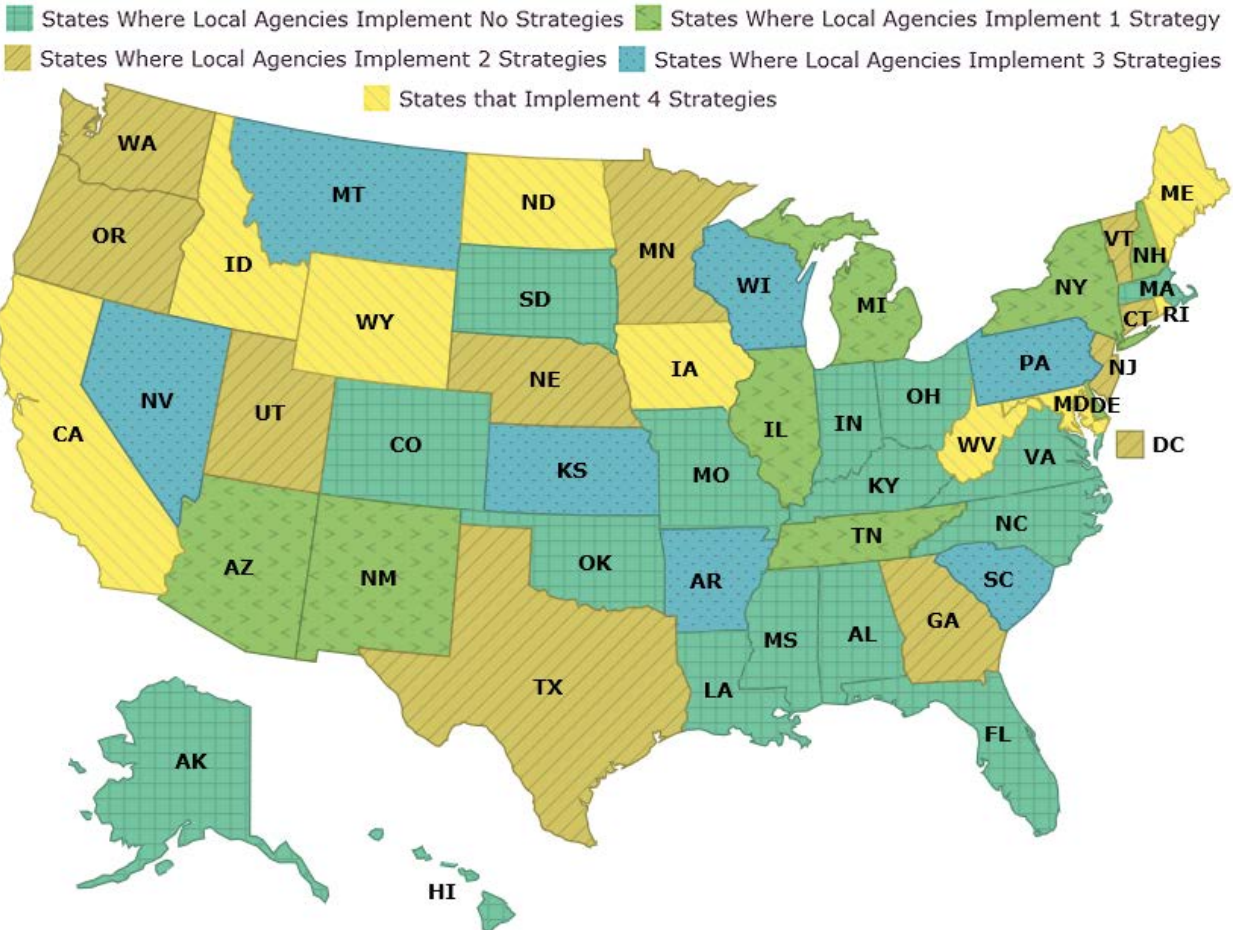 States Where Local Agencies Implement No Strategies
States Where Local Agencies Implement 1 Strategy
States Where Local Agencies Implement 2 Strategies
States Where Local Agencies Implement 3 Strategies
States that Implement 4 Strategies
WA
MT
ND
ME
OR
ID
MN
VT
NH
SD
WI
NY
MA
WY
MI
CT
RI
NE
IA
PA
NJ
NV
UT
OH
MD
DE
CA
CO
IL
IN
WV
VA
DC
KS
MO
KY
NC
TN
AZ
NM
OK
AR
SC
MS
AL
GA
TX
LA
FL
AK
HI